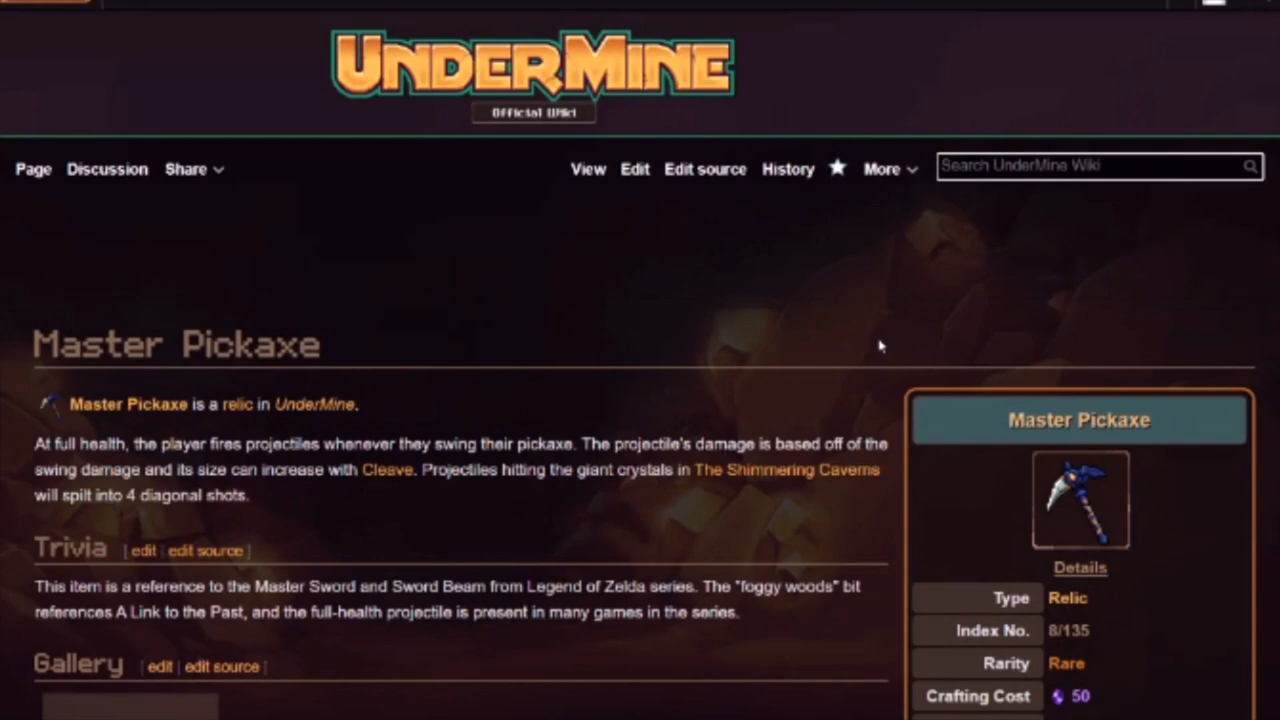 UNDERMINE
Official Wiki
Page Discussion Share View Edit Edit source History More Search UnderMine Wiki
Master Pickaxe
Master Pickaxe is a relic in UnderMine.
At full health, the player fires projectiles whenever they swing their pickaxe. The projectile's damage is based off of the
swing damage and its size can increase with Cleave. Projectiles hitting the giant crystals in The Shimmering Caverns
will spilt into 4 diagonal shots.
Trivia [ edit | edit source ]
This item is a reference to the Master Sword and Sword Beam from Legend of Zelda series. The "foggy woods" bit
references A Link to the Past, and the full-health projectile is present in many games in the series.
Gallery [ edit | edit source ]
Master Pickaxe
Details
Type Relic
Index No. 8/135
Rarity Rare
Crafting Cost 50